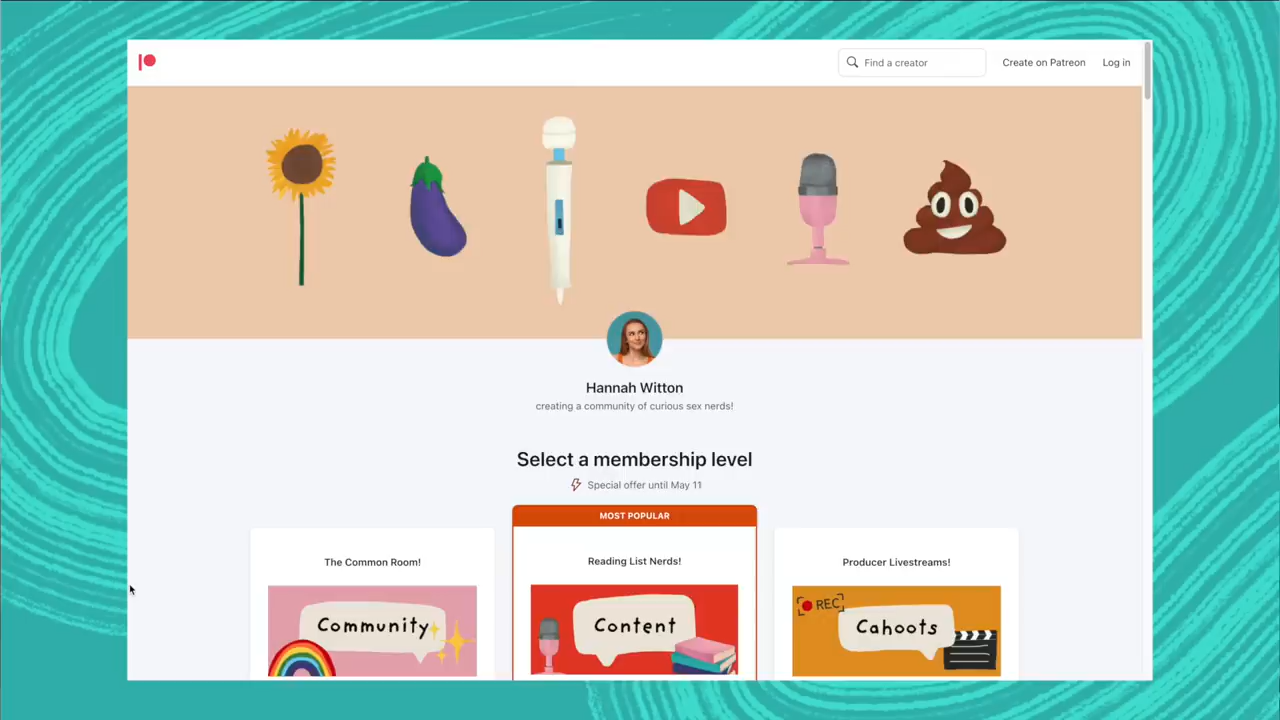 Find a creator
Create on Patreon
Log in
Hannah Witton
creating a community of curious sex nerds!
Select a membership level
Special offer until May 11
MOST POPULAR
The Common Room!
Reading List Nerds!
Producer Livestreams!
Community
Content
REC
Cahoots